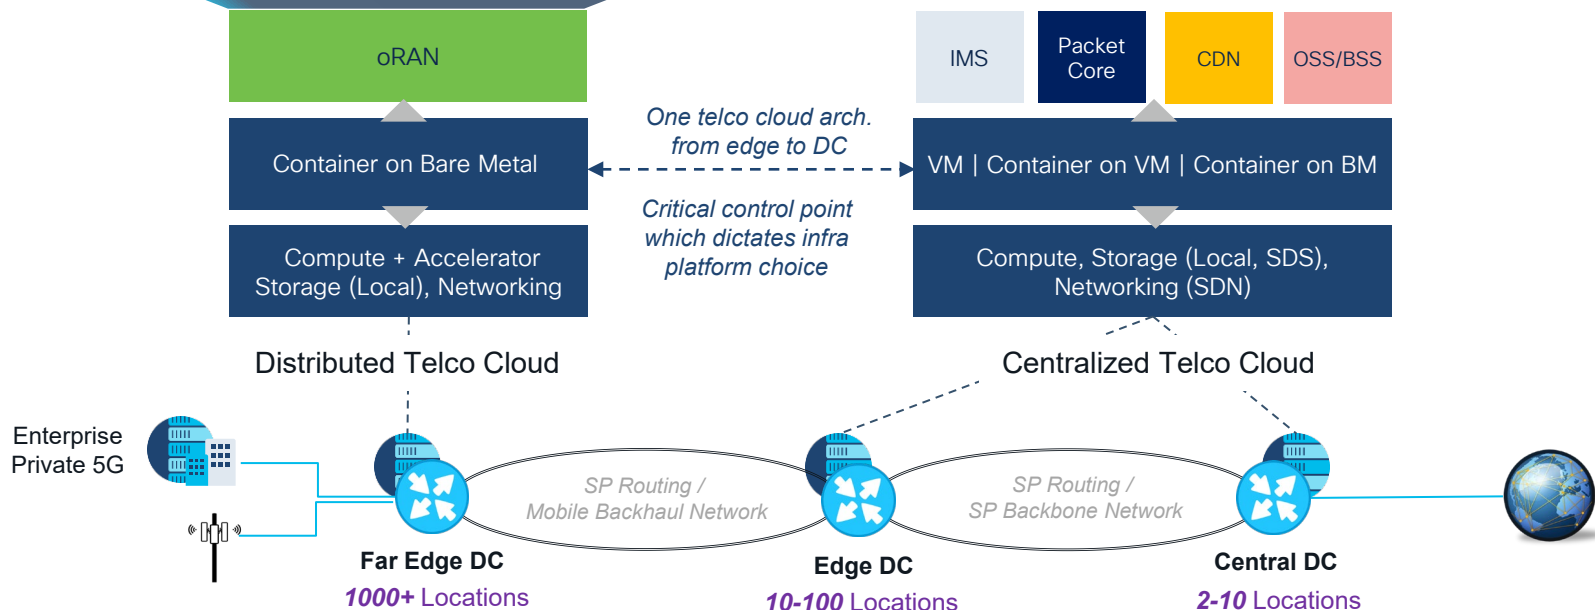 oRAN
IMS
Packet
Core
CDN
OSS/BSS
Container on Bare Metal
One telco cloud arch.
from edge to DC
VM | Container on VM | Container on BM
Critical control point
which dictates infra
platform choice
Compute + Accelerator
Storage (Local), Networking
Compute, Storage (Local, SDS),
Networking (SDN)
Distributed Telco Cloud
Centralized Telco Cloud
Enterprise
Private 5G
SP Routing /
Mobile Backhaul Network
SP Routing /
SP Backbone Network
Far Edge DC
1000+ Locations
Edge DC
10-100 Locations
Central DC
2-10 Locations